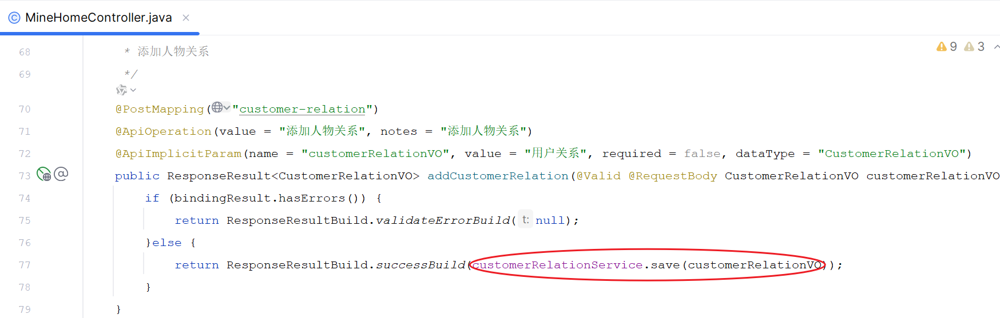 MineHomeController.java
9 3
68 * 添加人物关系
69 */
70 @PostMapping("customer-relation")
71 @ApiOperation(value = "添加人物关系", notes = "添加人物关系")
72 @ApiImplicitParam(name = "customerRelationVO", value = "用户关系", required = false, dataType = "CustomerRelationVO")
73 public ResponseResult<CustomerRelationVO> addCustomerRelation(@Valid @RequestBody CustomerRelationVO customerRelationVO
74 if (bindingResult.hasErrors()) {
75 return ResponseResultBuild.validateErrorBuild( t: null);
76 }else {
77 return ResponseResultBuild.successBuild(customerRelationService.save(customerRelationVO));
78 }
79 }